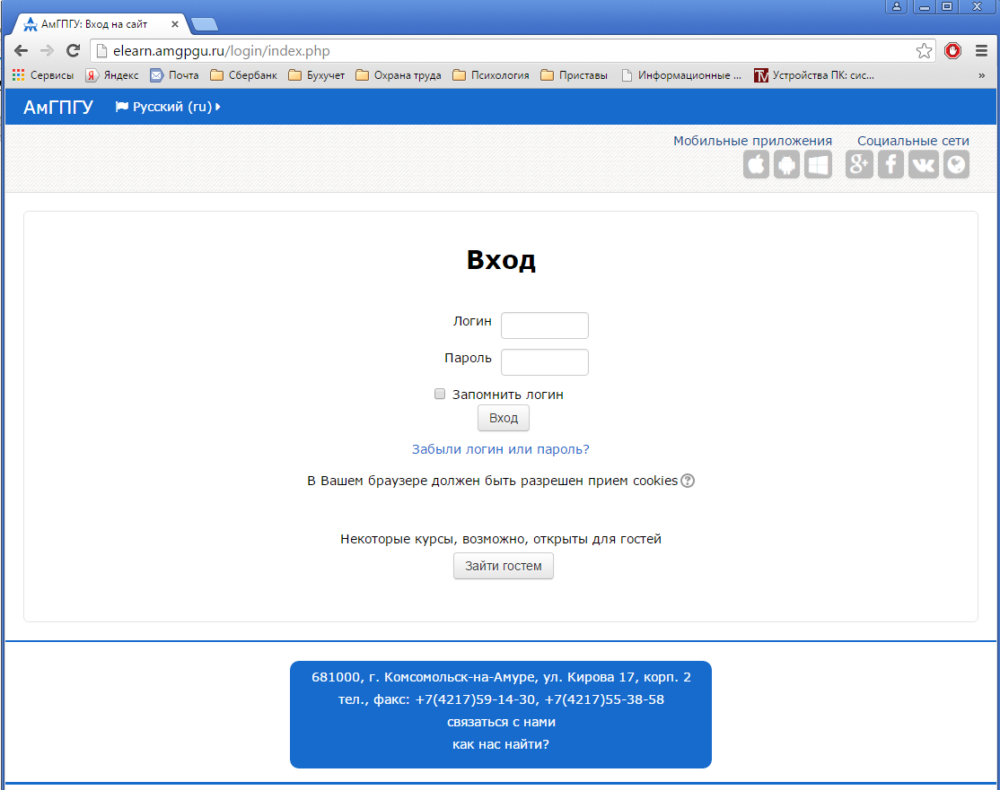 АмГПГУ: Вход на сайт
elearn.amgpgu.ru/login/index.php
Сервисы Яндекс Почта Сбербанк Бухучет Охрана труда Психология Приставы Информационные ... Устройства ПК: сис... »
АмГПГУ Русский (ru)
Мобильные приложения Социальные сети
Вход
Логин
Пароль
Запомнить логин
Вход
Забыли логин или пароль?
В Вашем браузере должен быть разрешен прием cookies
Некоторые курсы, возможно, открыты для гостей
Зайти гостем
681000, г. Комсомольск-на-Амуре, ул. Кирова 17, корп. 2
тел., факс: +7(4217)59-14-30, +7(4217)55-38-58
связаться с нами
как нас найти?